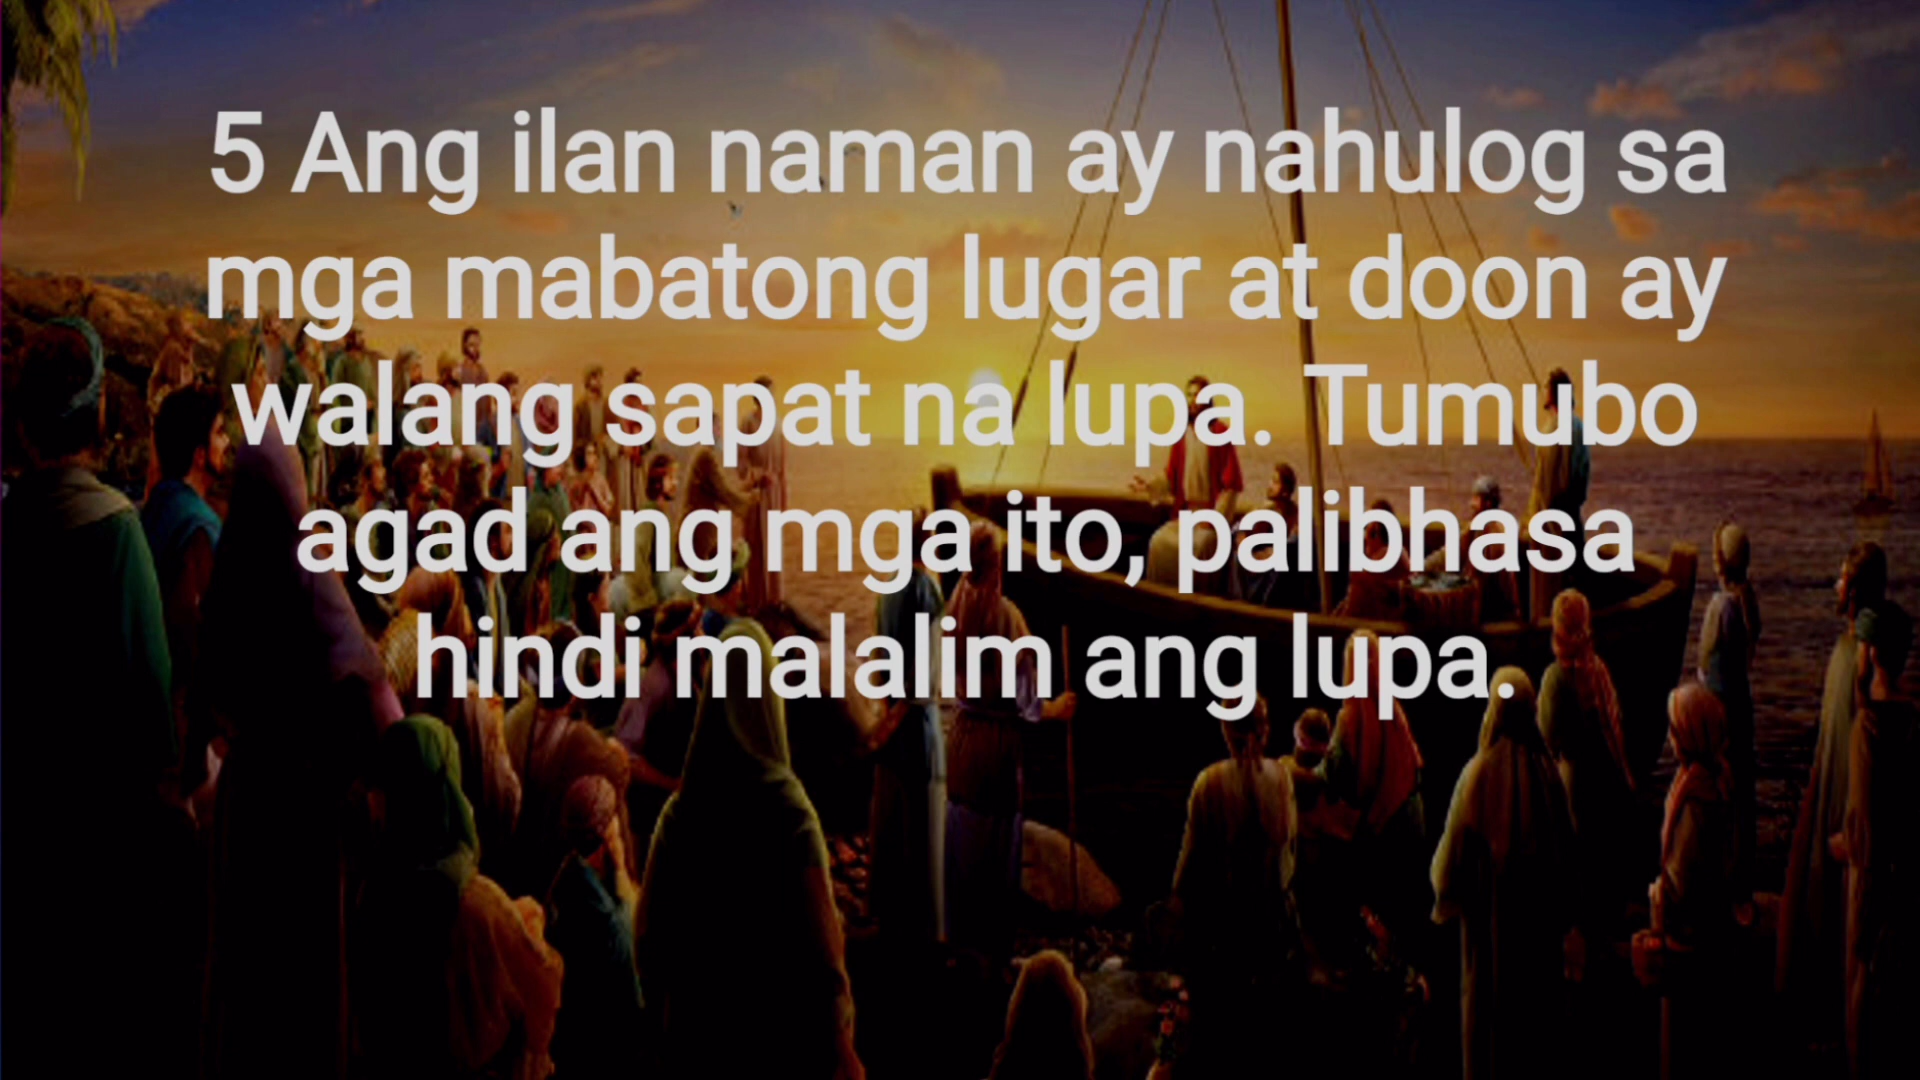 5 Ang ilan naman ay nahulog sa
mga mabatong lugar at doon ay
walang sapat na lupa. Tumubo
agad ang mga ito, palibhasa
hindi malalim ang lupa.